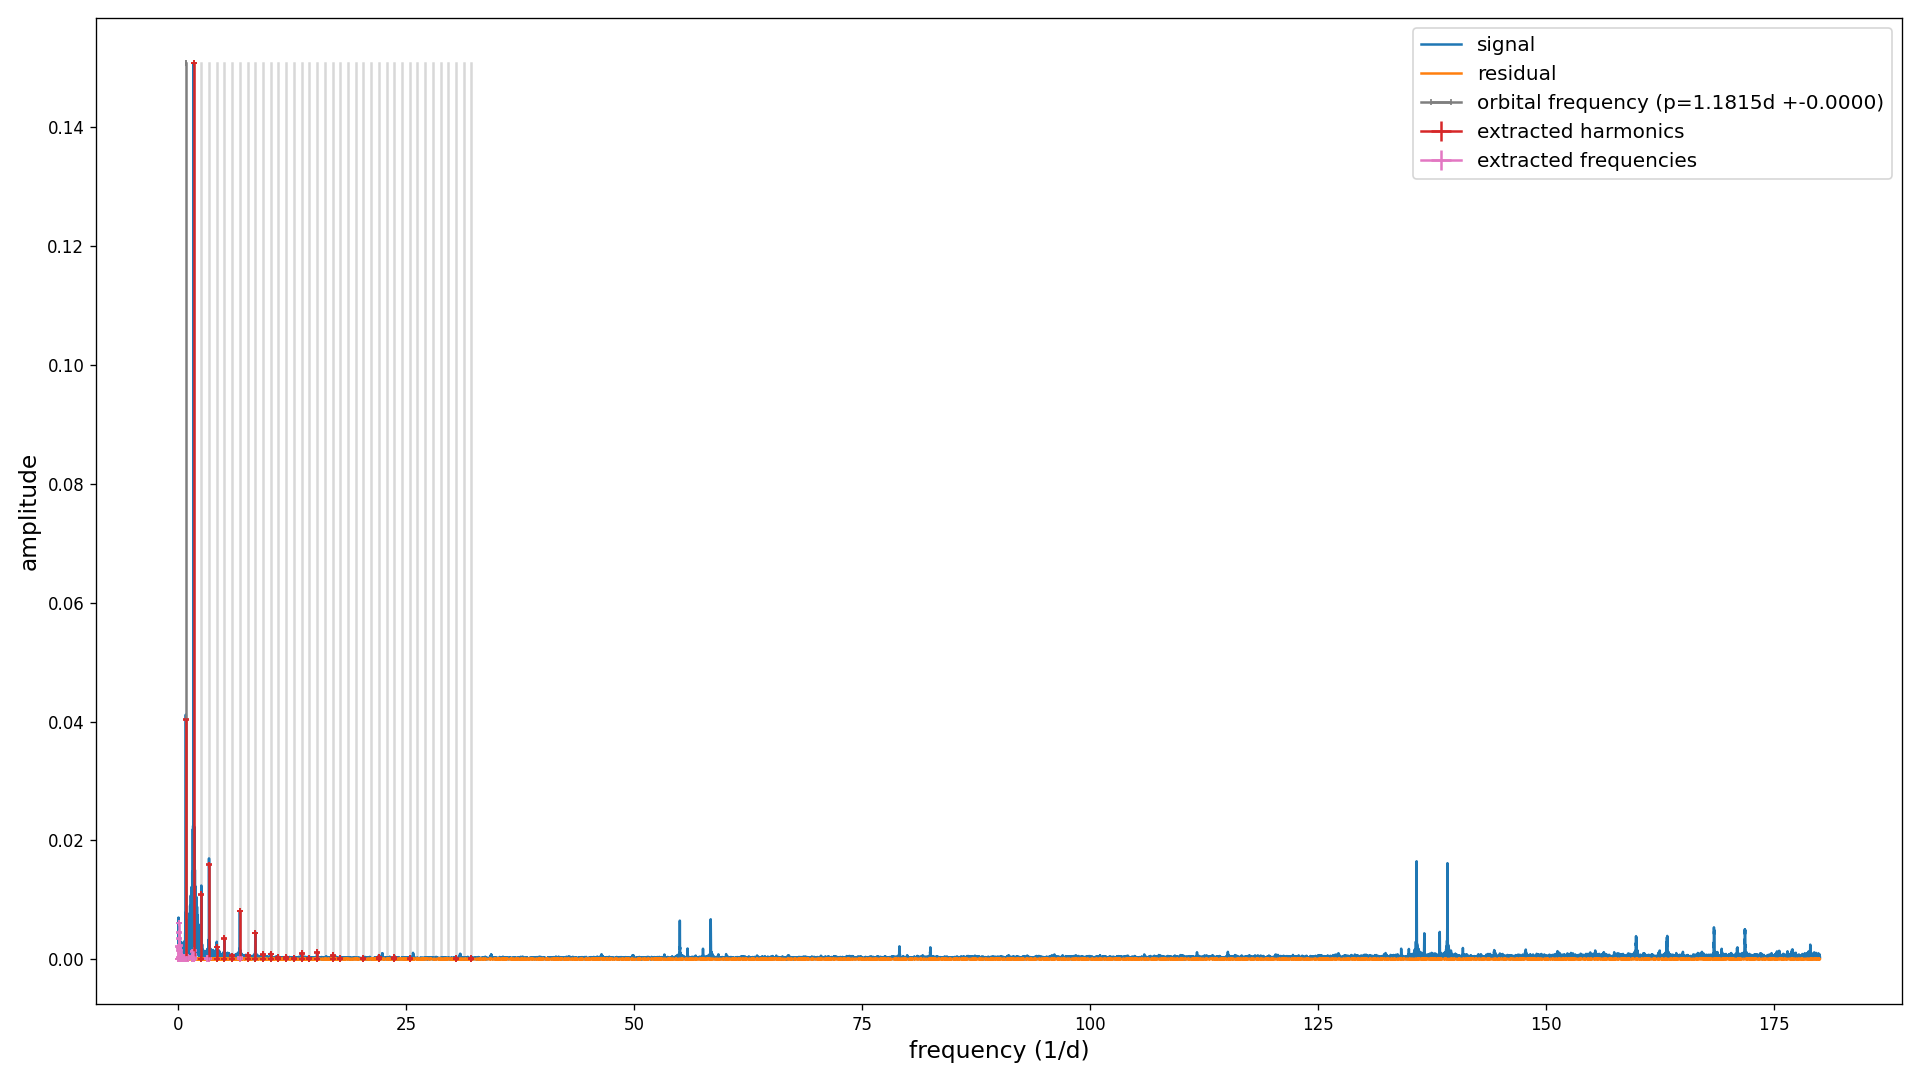 signal
residual
orbital frequency (p=1.1815d +-0.0000)
extracted harmonics
extracted frequencies
0.14
0.12
0.10
0.08
0.06
0.04
0.02
0.00
amplitude
0 25 50 75 100 125 150 175
frequency (1/d)